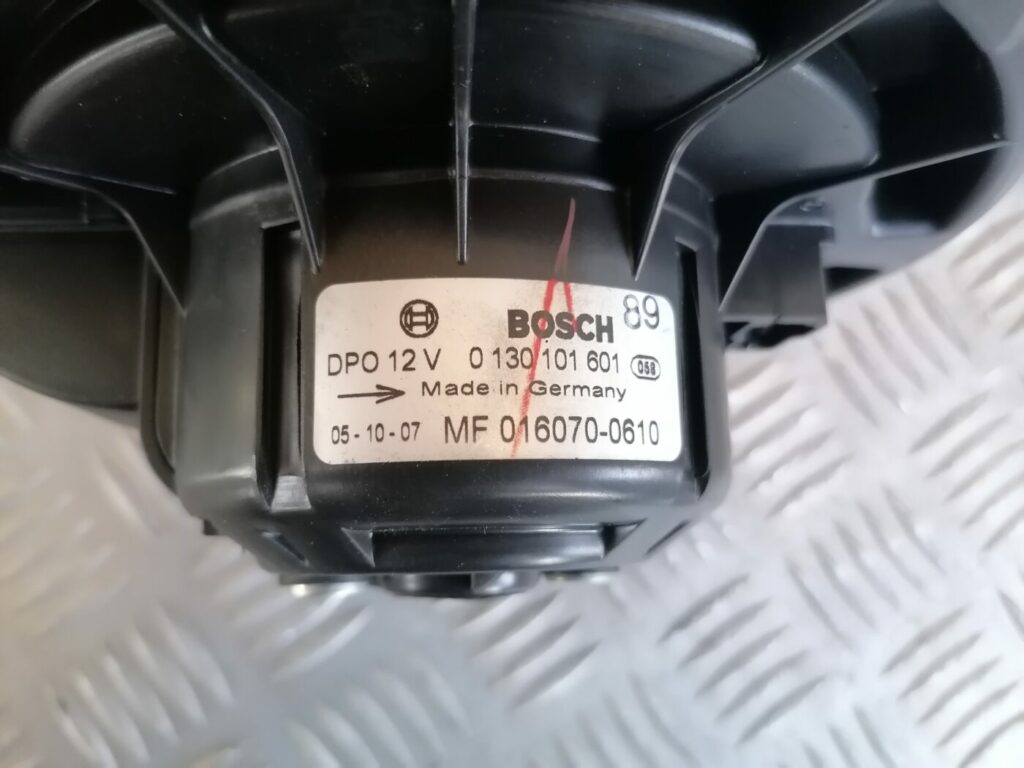 BOSCH 89
DPO 12 V 0 130 101 601 058
Made in Germany
05-10-07 MF 016070-0610